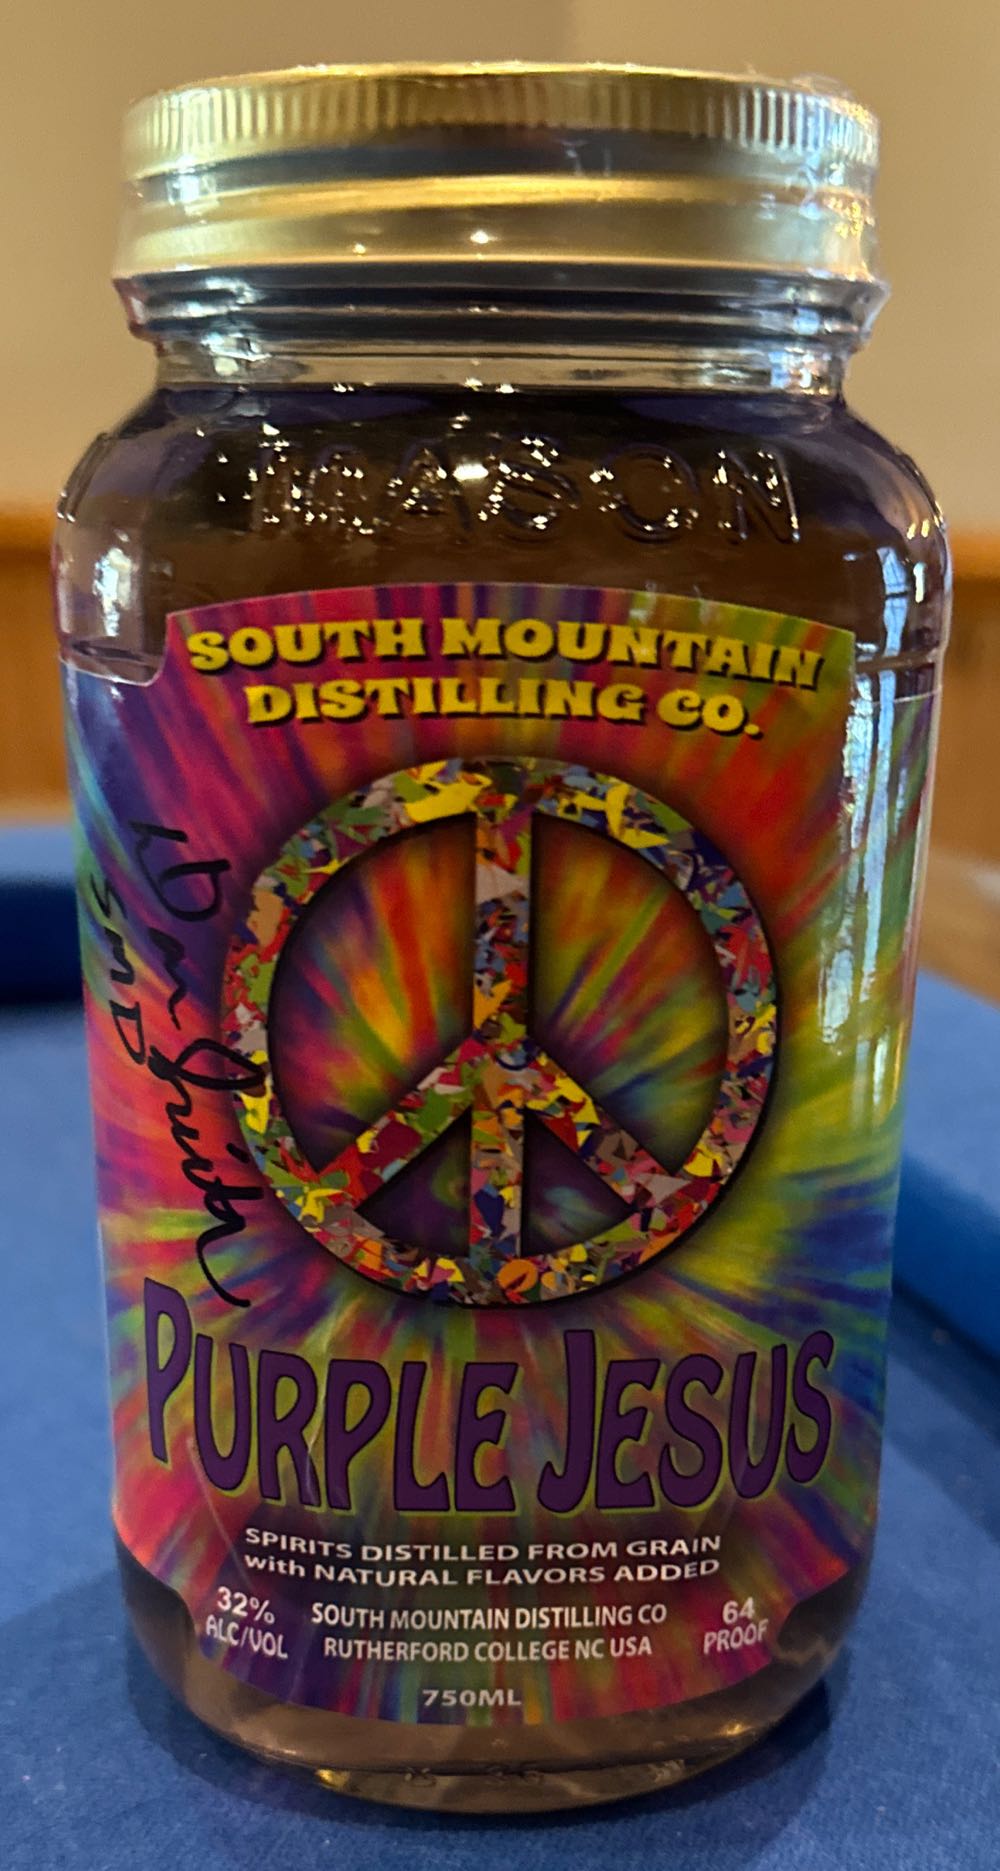 MASON
SOUTH MOUNTAIN
DISTILLING CO.
SMD
PURPLE JESUS
SPIRITS DISTILLED FROM GRAIN
with NATURAL FLAVORS ADDED
32%
ALC/VOL
SOUTH MOUNTAIN DISTILLING CO
RUTHERFORD COLLEGE NC USA
64
PROOF
750ML